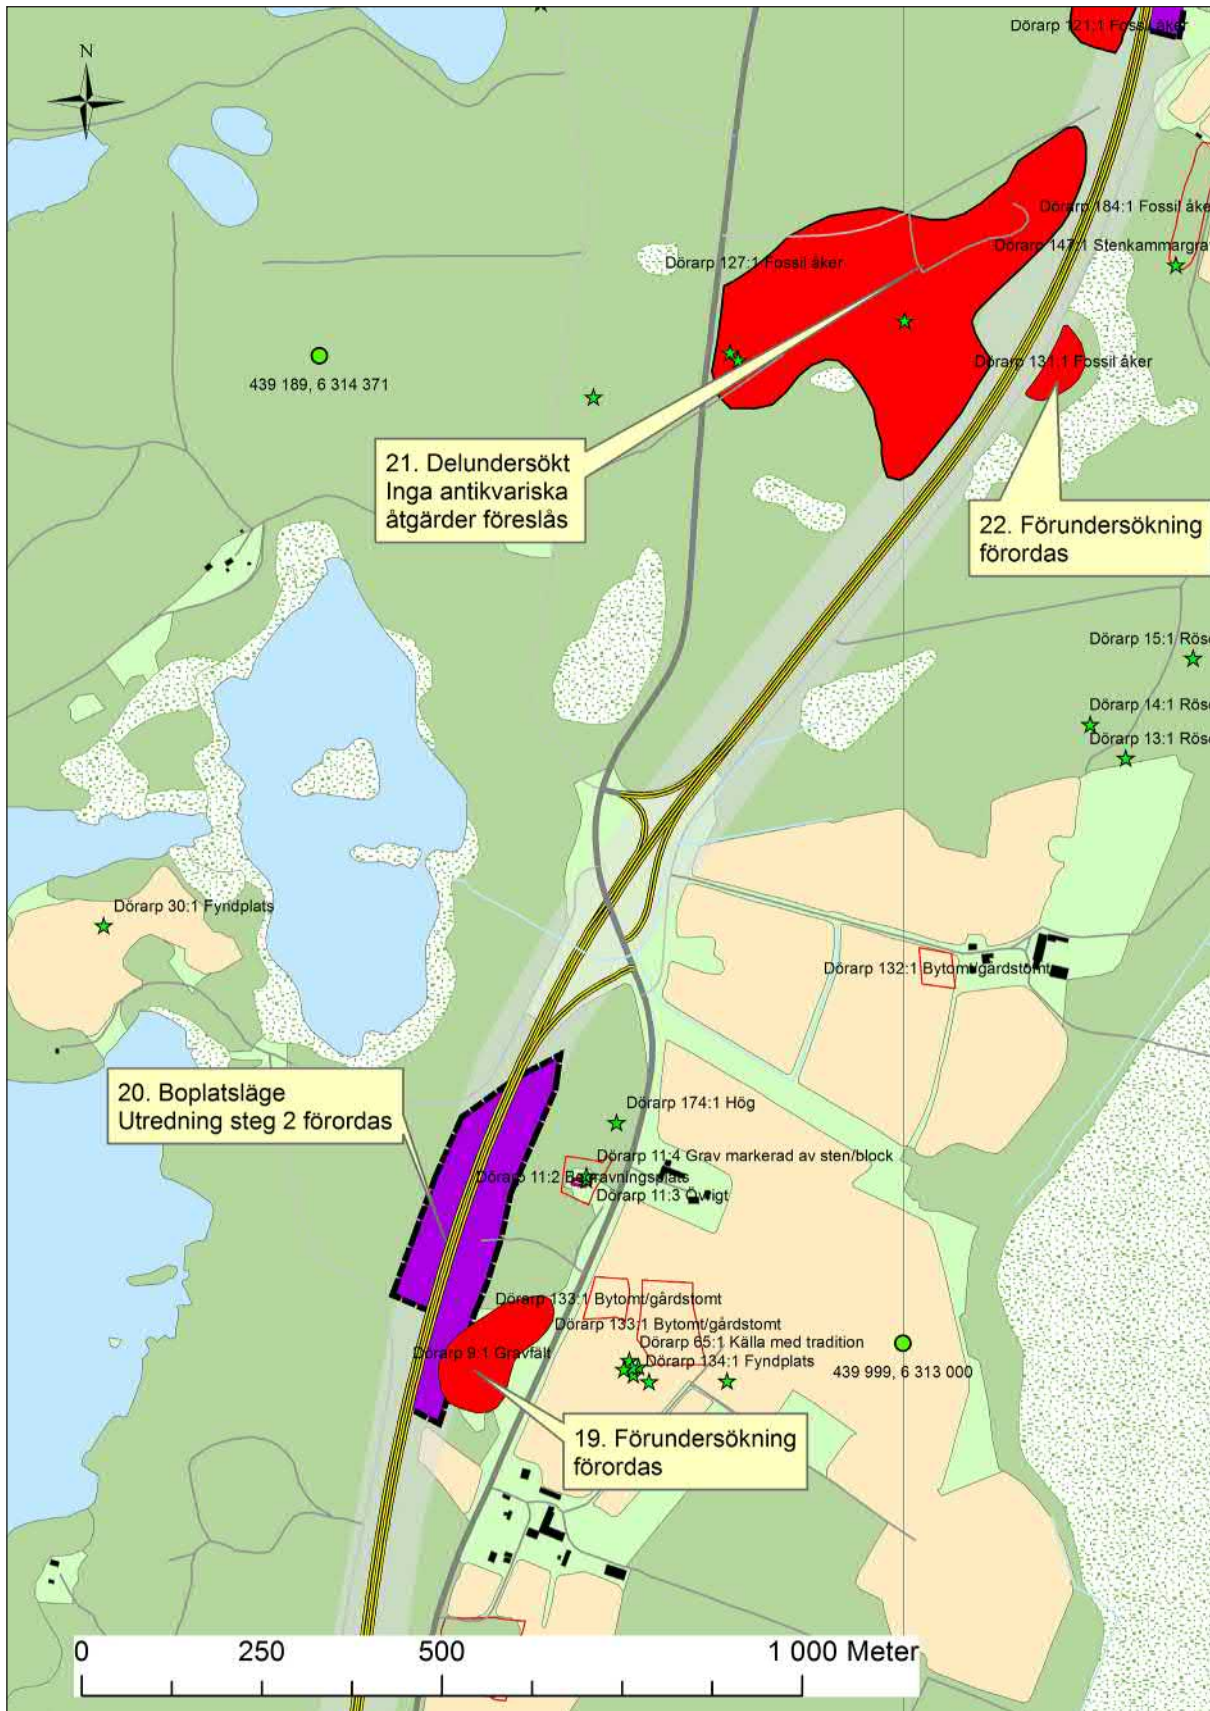 Dörarp 121:1 Fossil åker
N
Dörarp 184:1 Fossil åke
Dörarp 147:1 Stenkammargrav
Dörarp 127:1 Fossil åker
Dörarp 131:1 Fossil åker
439 189, 6 314 371
21. Delundersökt
Inga antikvariska
åtgärder föreslås
22. Förundersökning
förordas
Dörarp 15:1 Röse
Dörarp 14:1 Röse
Dörarp 13:1 Röse
Dörarp 30:1 Fyndplats
Dörarp 132:1 Bytomt/gårdstomt
20. Boplatsläge
Utredning steg 2 förordas
Dörarp 174:1 Hög
Dörarp 11:4 Grav markerad av sten/block
Dörarp 11:2 Begravningsplats
Dörarp 11:3 Övrigt
Dörarp 133:1 Bytomt/gårdstomt
Dörarp 133:1 Bytomt/gårdstomt
Dörarp 65:1 Källa med tradition
Dörarp 9:1 Gravfält
Dörarp 134:1 Fyndplats
439 999, 6 313 000
19. Förundersökning
förordas
0 250 500 1 000 Meter